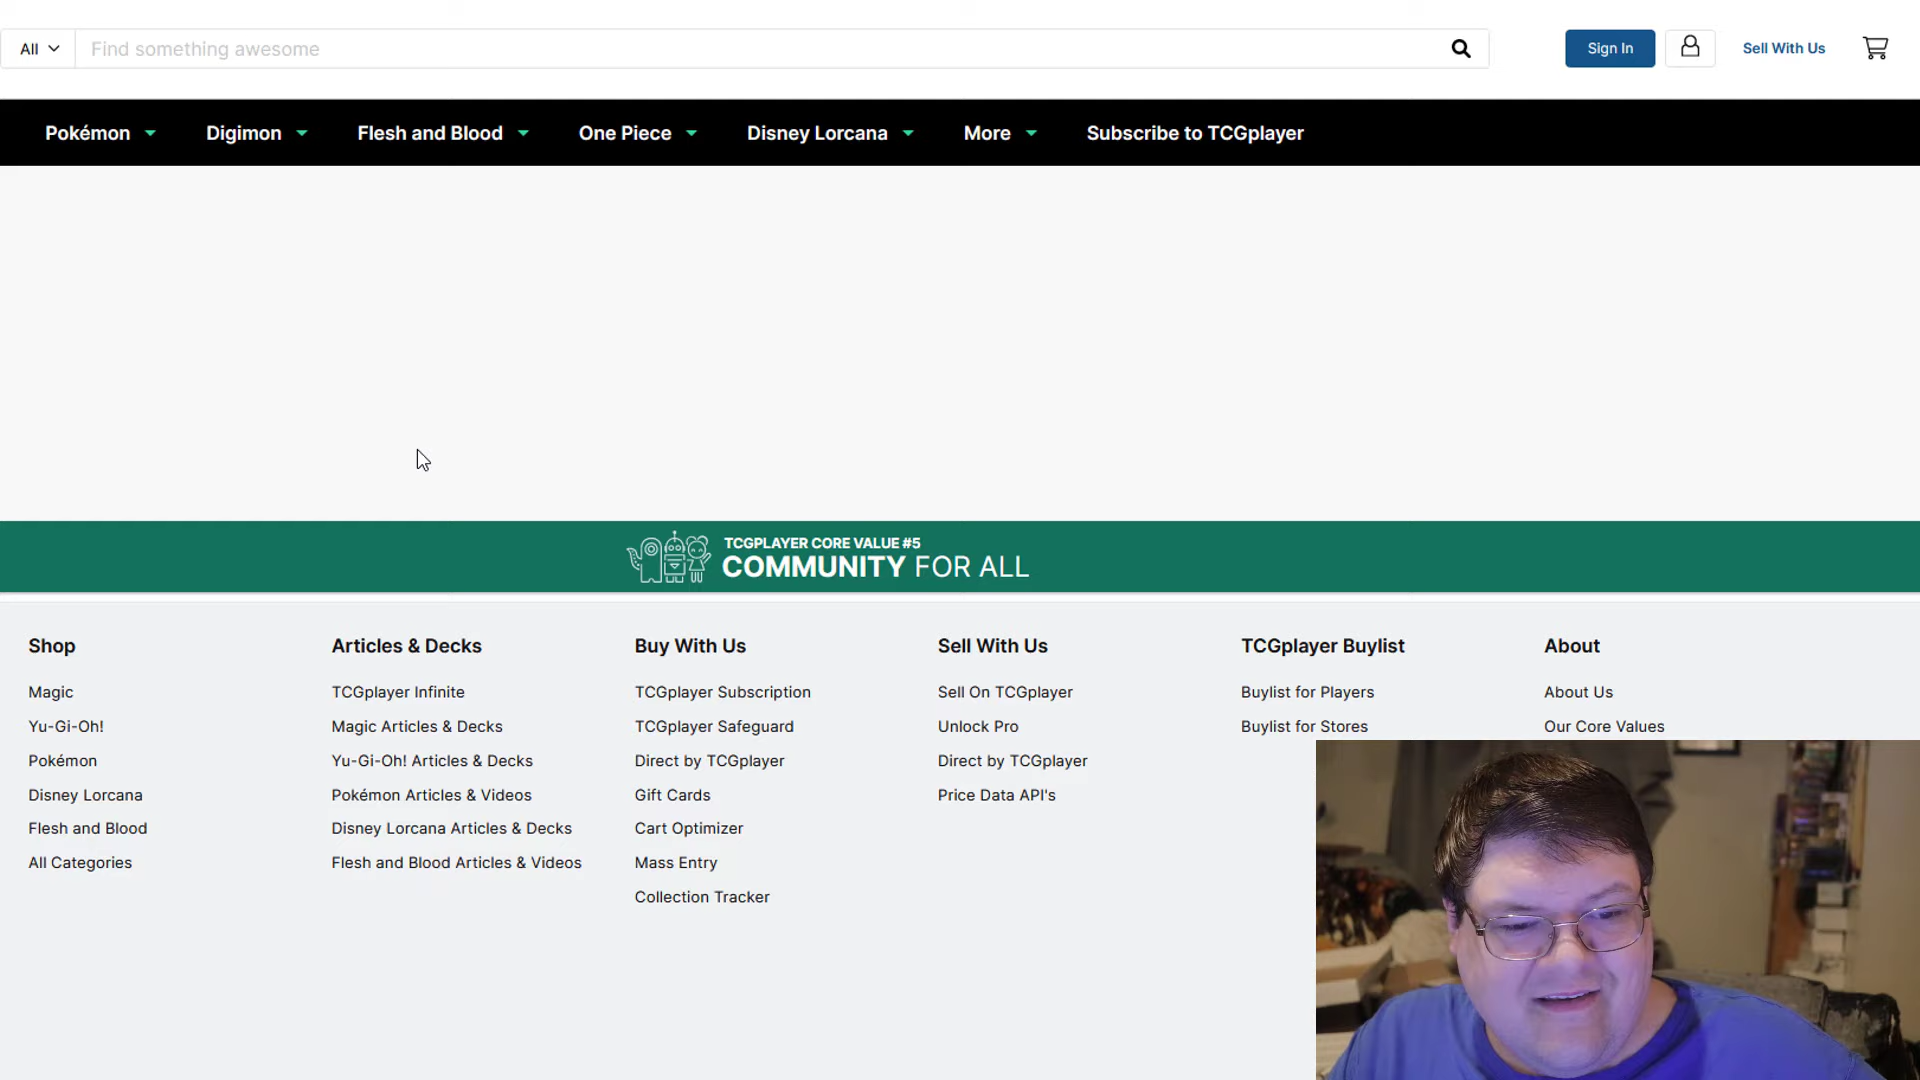 All
Find something awesome
Sign In
Sell With Us
Pokémon
Digimon
Flesh and Blood
One Piece
Disney Lorcana
More
Subscribe to TCGplayer
TCGPLAYER CORE VALUE #5
COMMUNITY FOR ALL
Shop
Magic
Yu-Gi-Oh!
Pokémon
Disney Lorcana
Flesh and Blood
All Categories
Articles & Decks
TCGplayer Infinite
Magic Articles & Decks
Yu-Gi-Oh! Articles & Decks
Pokémon Articles & Videos
Disney Lorcana Articles & Decks
Flesh and Blood Articles & Videos
Buy With Us
TCGplayer Subscription
TCGplayer Safeguard
Direct by TCGplayer
Gift Cards
Cart Optimizer
Mass Entry
Collection Tracker
Sell With Us
Sell On TCGplayer
Unlock Pro
Direct by TCGplayer
Price Data API's
TCGplayer Buylist
Buylist for Players
Buylist for Stores
About
About Us
Our Core Values